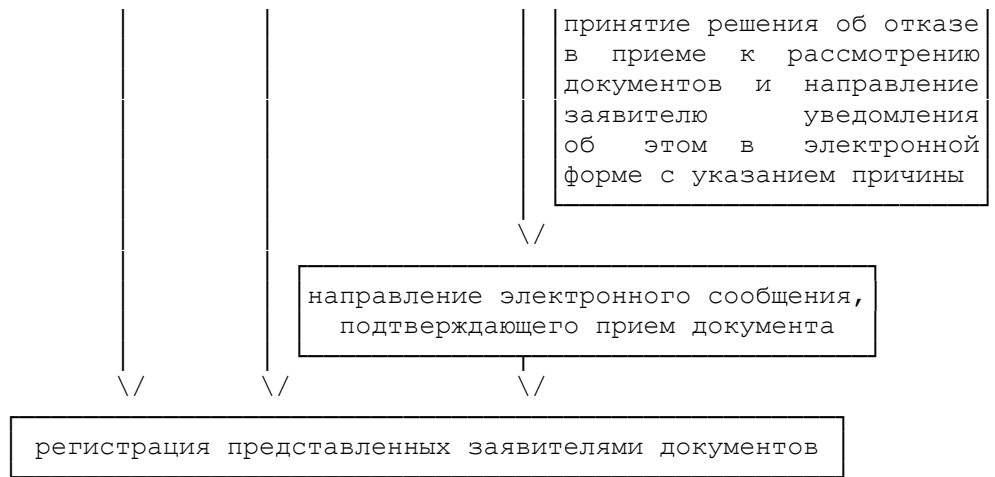 принятие решения об отказе
в приеме к рассмотрению
документов и направление
заявителю уведомления
об этом в электронной
форме с указанием причины
направление электронного сообщения,
подтверждающего прием документа
регистрация представленных заявителями документов